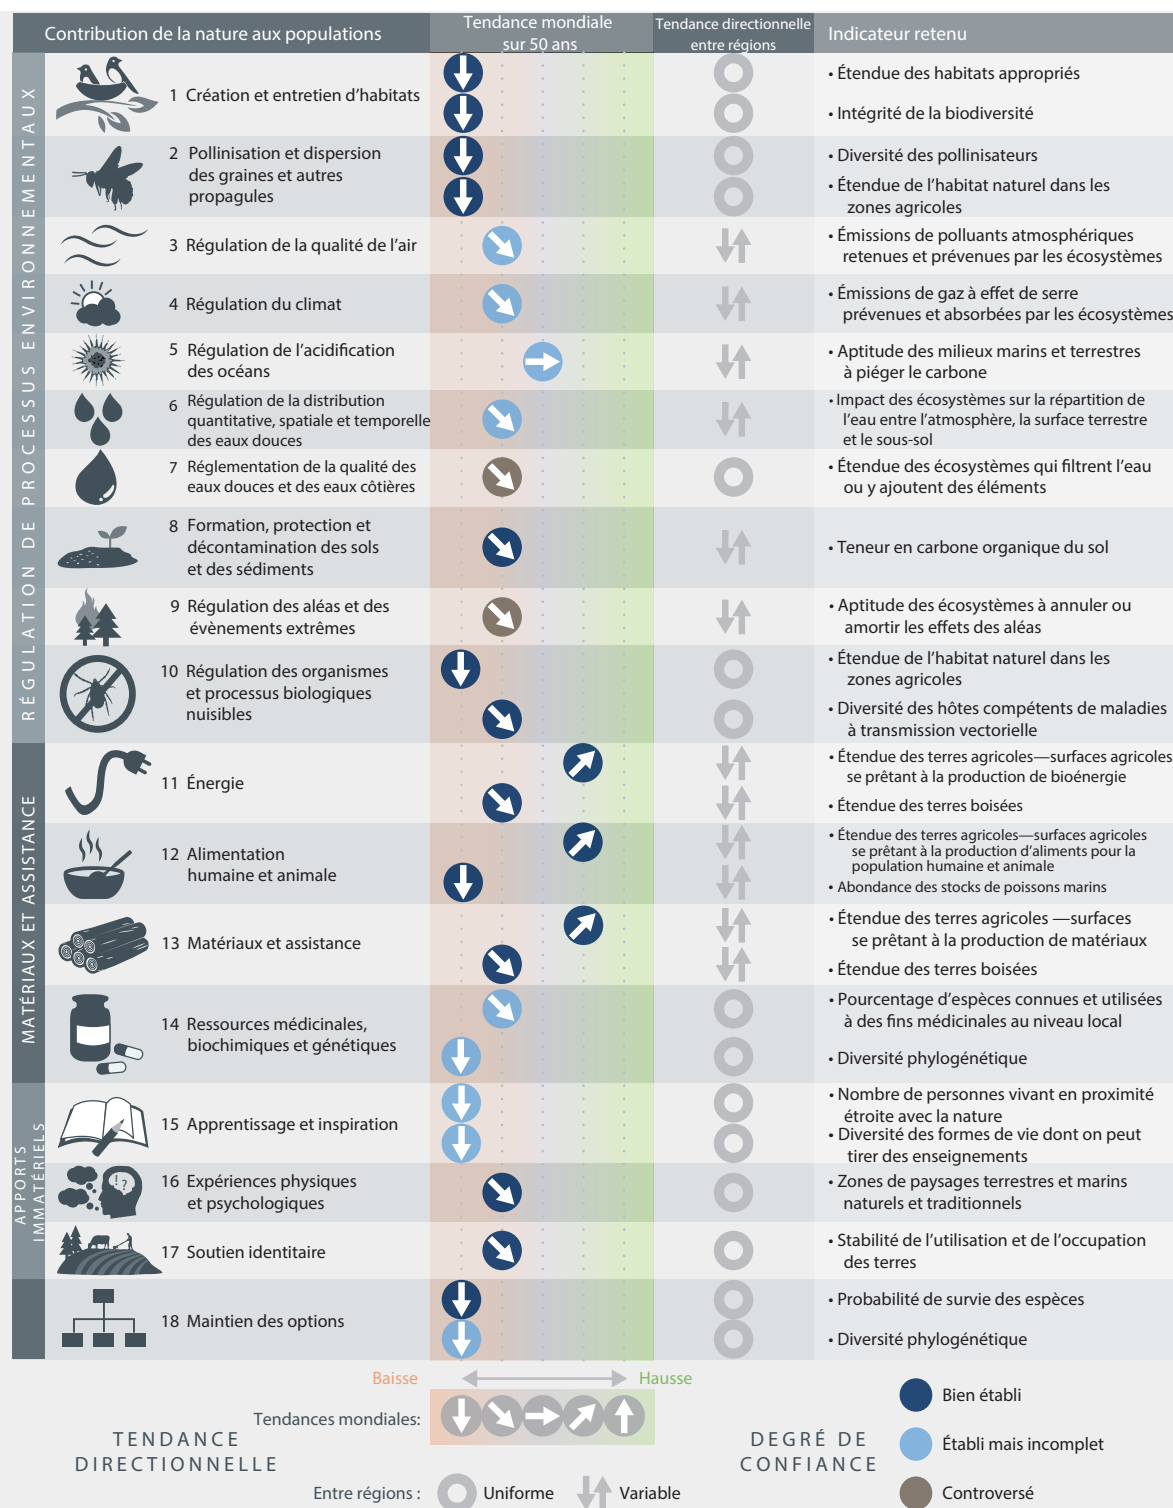 Contribution de la nature aux populations
Tendance mondiale
sur 50 ans
Tendance directionnelle
entre régions
Indicateur retenu
RÉGULATION DE PROCESSUS ENVIRONNEMENTAUX
1 Création et entretien d’habitats
• Étendue des habitats appropriés
• Intégrité de la biodiversité
2 Pollinisation et dispersion
des graines et autres
propagules
• Diversité des pollinisateurs
• Étendue de l’habitat naturel dans les
zones agricoles
3 Régulation de la qualité de l’air
• Émissions de polluants atmosphériques
retenues et prévenues par les écosystèmes
4 Régulation du climat
• Émissions de gaz à effet de serre
prévenues et absorbées par les écosystèmes
5 Régulation de l’acidification
des océans
• Aptitude des milieux marins et terrestres
à piéger le carbone
6 Régulation de la distribution
quantitative, spatiale et temporelle
des eaux douces
• Impact des écosystèmes sur la répartition de
l’eau entre l’atmosphère, la surface terrestre
et le sous-sol
7 Réglementation de la qualité des
eaux douces et des eaux côtières
• Étendue des écosystèmes qui filtrent l’eau
ou y ajoutent des éléments
8 Formation, protection et
décontamination des sols
et des sédiments
• Teneur en carbone organique du sol
9 Régulation des aléas et des
évènements extrêmes
• Aptitude des écosystèmes à annuler ou
amortir les effets des aléas
10 Régulation des organismes
et processus biologiques
nuisibles
• Étendue de l’habitat naturel dans les
zones agricoles
• Diversité des hôtes compétents de maladies
à transmission vectorielle
MATÉRIAUX ET ASSISTANCE
11 Énergie
• Étendue des terres agricoles—surfaces agricoles
se prêtant à la production de bioénergie
• Étendue des terres boisées
12 Alimentation
humaine et animale
• Étendue des terres agricoles—surfaces agricoles
se prêtant à la production d’aliments pour la
population humaine et animale
• Abondance des stocks de poissons marins
13 Matériaux et assistance
• Étendue des terres agricoles —surfaces
se prêtant à la production de matériaux
• Étendue des terres boisées
14 Ressources médicinales,
biochimiques et génétiques
• Pourcentage d’espèces connues et utilisées
à des fins médicinales au niveau local
• Diversité phylogénétique
APPORTS
IMMATÉRIELS
15 Apprentissage et inspiration
• Nombre de personnes vivant en proximité
étroite avec la nature
• Diversité des formes de vie dont on peut
tirer des enseignements
! ?
16 Expériences physiques
et psychologiques
• Zones de paysages terrestres et marins
naturels et traditionnels
17 Soutien identitaire
• Stabilité de l’utilisation et de l’occupation
des terres
18 Maintien des options
• Probabilité de survie des espèces
• Diversité phylogénétique
Baisse
Hausse
Tendances mondiales:
TENDANCE
DIRECTIONNELLE
Entre régions :
Uniforme
Variable
DEGRÉ DE
CONFIANCE
Bien établi
Établi mais incomplet
Controversé